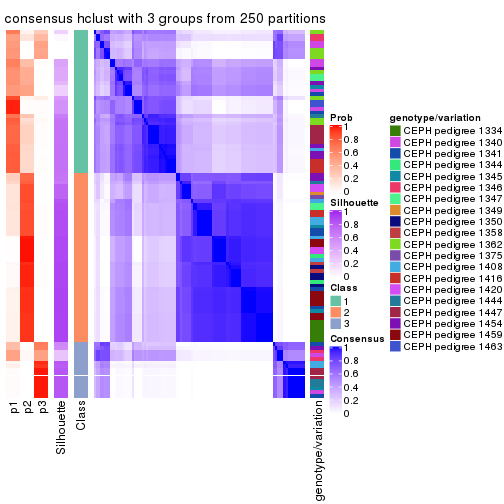 consensus hclust with 3 groups from 250 partitions
Prob
1
0.8
0.6
0.4
0.2
0
Silhouette
1
0.8
0.6
0.4
0.2
0
Class
1
2
3
Consensus
1
0.8
0.6
0.4
0.2
0
genotype/variation
CEPH pedigree 1334
CEPH pedigree 1340
CEPH pedigree 1341
CEPH pedigree 1344
CEPH pedigree 1345
CEPH pedigree 1346
CEPH pedigree 1347
CEPH pedigree 1349
CEPH pedigree 1350
CEPH pedigree 1358
CEPH pedigree 1362
CEPH pedigree 1375
CEPH pedigree 1408
CEPH pedigree 1416
CEPH pedigree 1420
CEPH pedigree 1444
CEPH pedigree 1447
CEPH pedigree 1454
CEPH pedigree 1459
CEPH pedigree 1463
p1
p2
p3
Silhouette
Class
genotype/variation